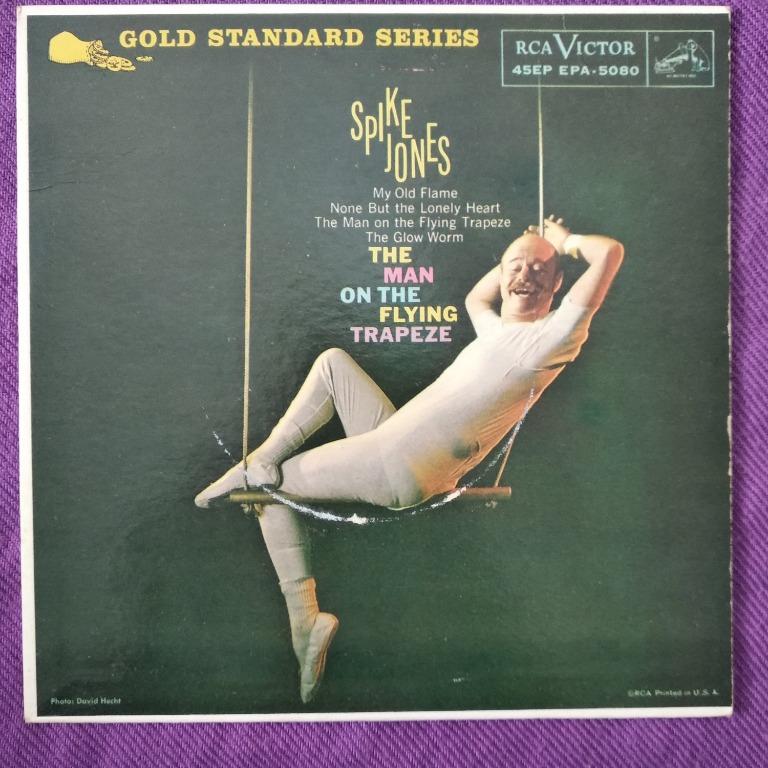 GOLD STANDARD SERIES
RCA VICTOR
45EP EPA-5080
SPIKE
JONES
My Old Flame
None But the Lonely Heart
The Man on the Flying Trapeze
The Glow Worm
THE
MAN
ON THE
FLYING
TRAPEZE
Photo: David Hecht
©RCA Printed in U. S. A.